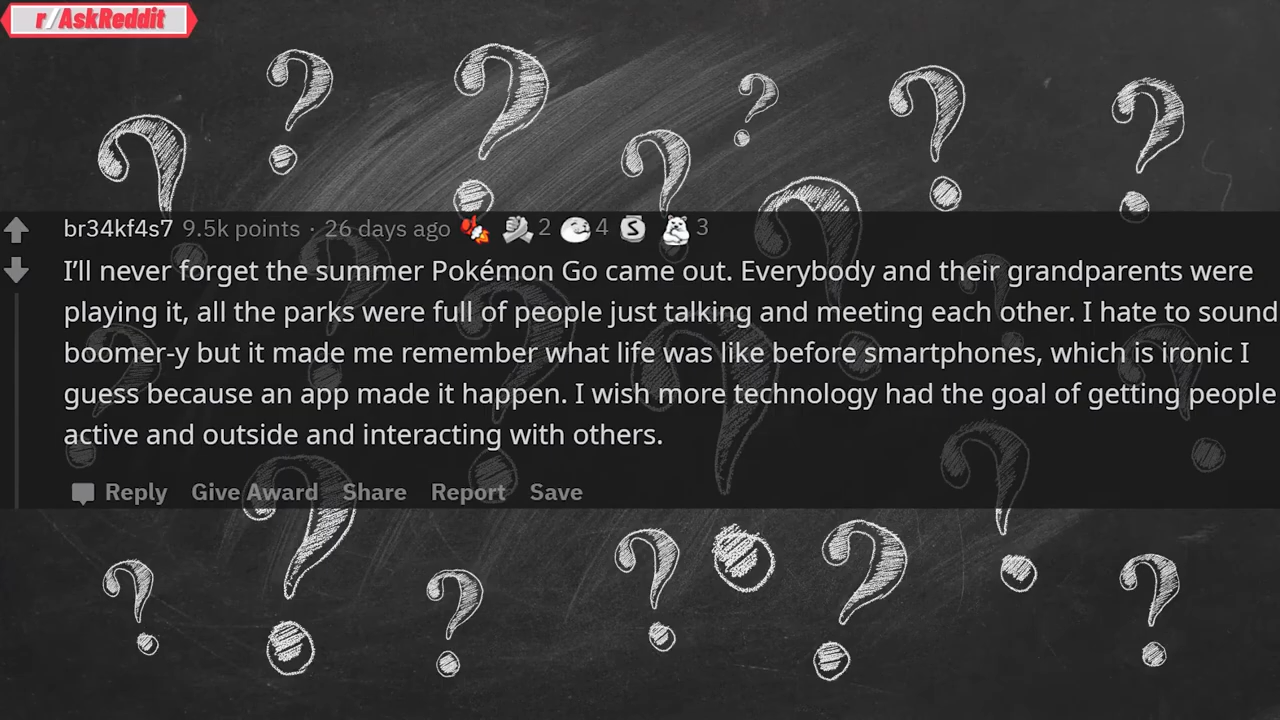 r/AskReddit
br34kf4s7 9.5k points · 26 days ago 2 4 S 3
I’ll never forget the summer Pokémon Go came out. Everybody and their grandparents were
playing it, all the parks were full of people just talking and meeting each other. I hate to sound
boomer-y but it made me remember what life was like before smartphones, which is ironic I
guess because an app made it happen. I wish more technology had the goal of getting people
active and outside and interacting with others.
Reply Give Award Share Report Save